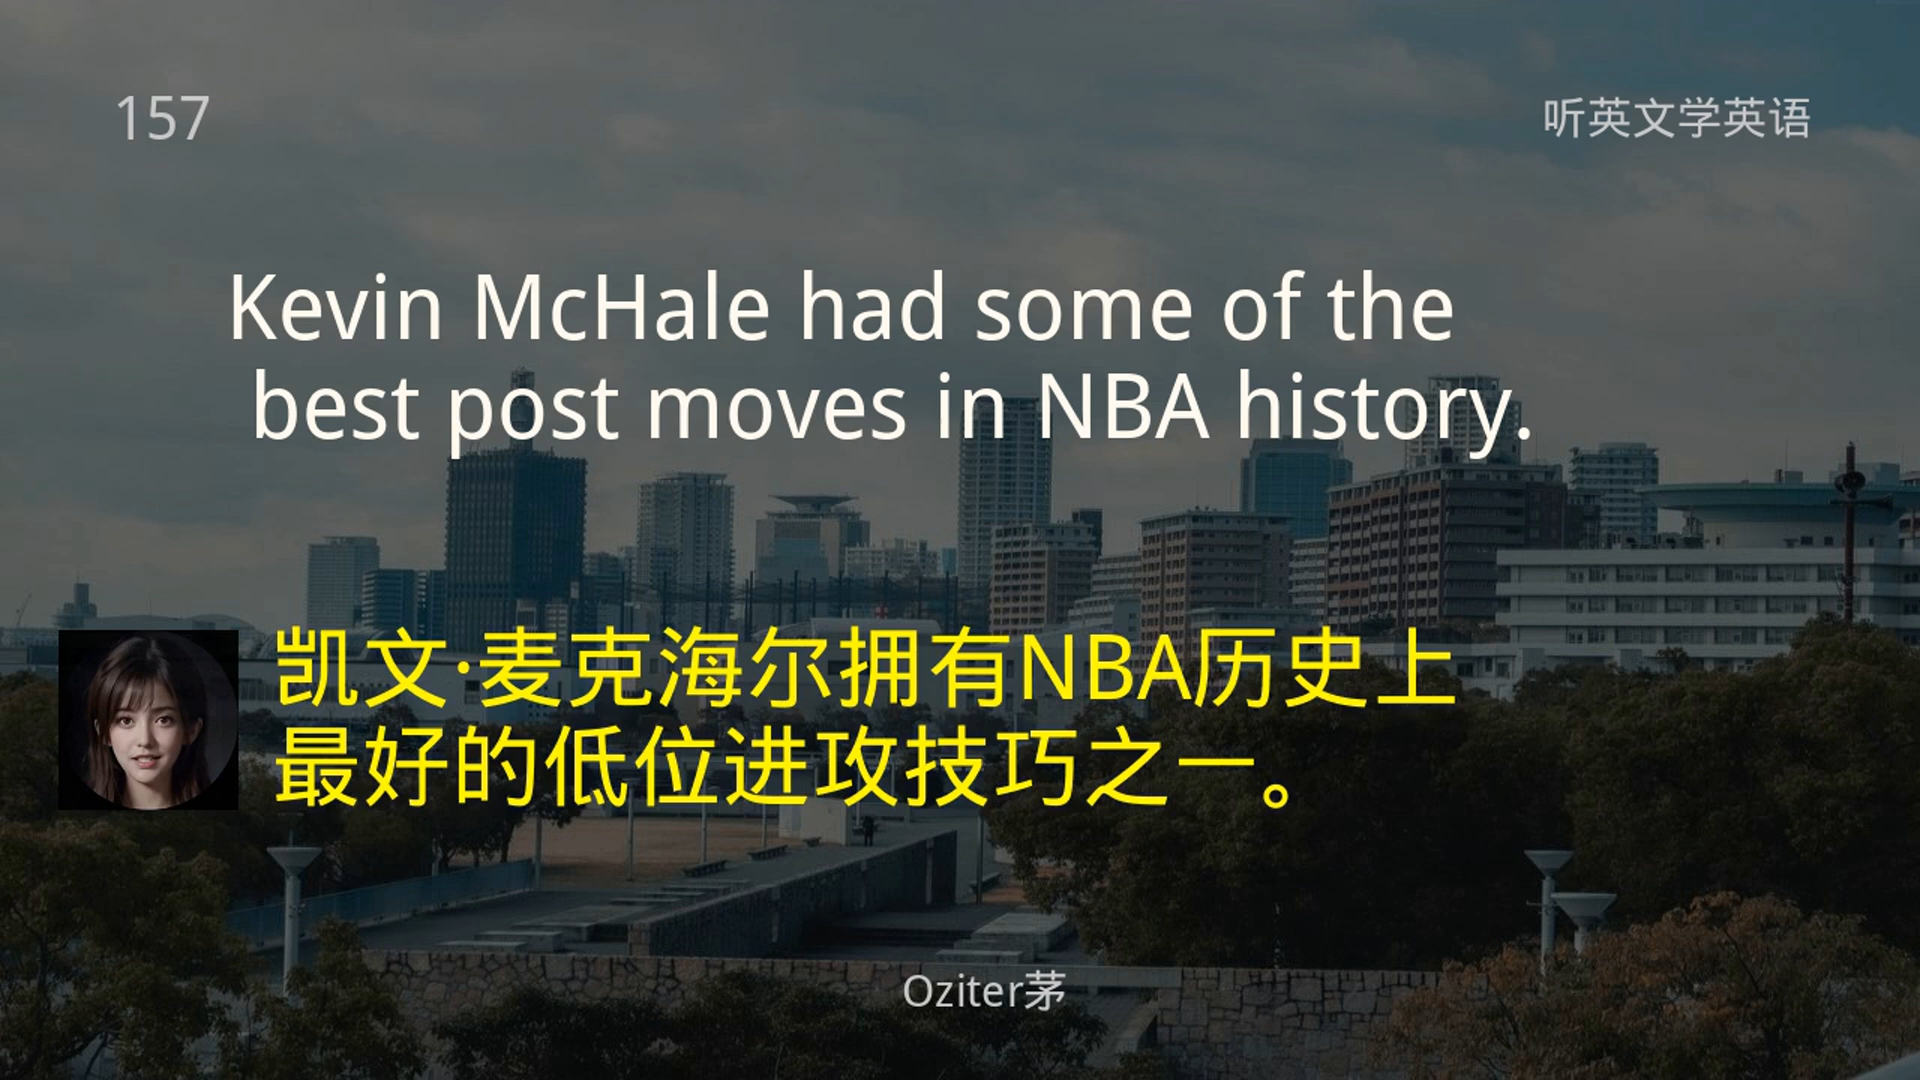 157
听英文学英语
Kevin McHale had some of the
best post moves in NBA history.
凯文·麦克海尔拥有NBA历史上
最好的低位进攻技巧之一。
Oziter茅